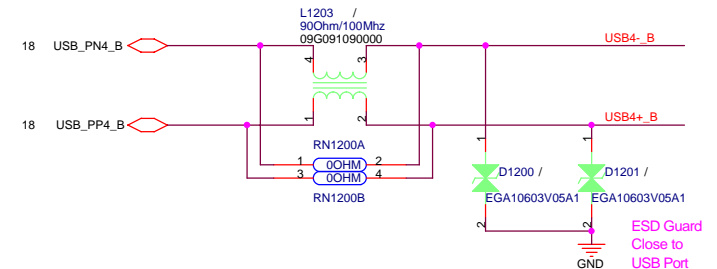 L1203 /
90Ohm/100Mhz
09G091090000
18 USB_PN4_B
USB4-_B
4
3
18 USB_PP4_B
USB4+_B
1
2
RN1200A
1 0OHM 2
3 0OHM 4
RN1200B
1
1
D1200 /
D1201 /
EGA10603V05A1
EGA10603V05A1
2
2
GND
ESD Guard
Close to
USB Port